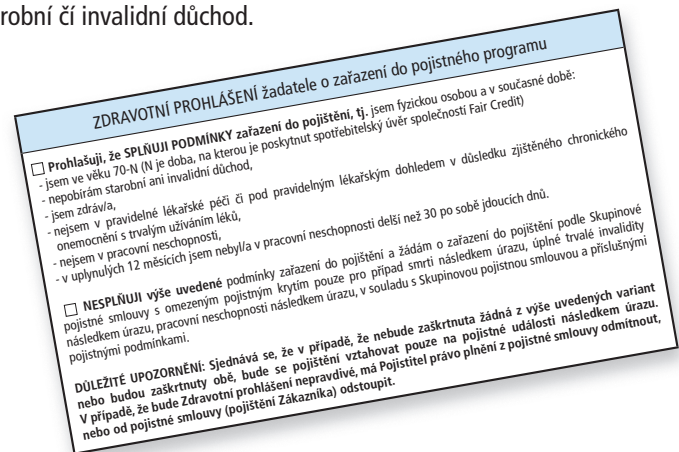 robní čí invalidní důchod.
ZDRAVOTNÍ PROHLÁŠENÍ žadatele o zařazení do pojistného programu
☐ Prohlašuji, že SPLŇUJI PODMÍNKY zařazení do pojištění, tj. jsem fyzickou osobou a v současné době:
- jsem ve věku 70-N (N je doba, na kterou je poskytnut spotřebitelský úvěr společností Fair Credit)
- nepobírám starobní ani invalidní důchod,
- jsem zdráv/a,
- nejsem v pravidelné lékařské péči či pod pravidelným lékařským dohledem v důsledku zjištěného chronického
onemocnění s trvalým užíváním léků,
- nejsem v pracovní neschopnosti,
- v uplynulých 12 měsících jsem nebyl/a v pracovní neschopnosti delší než 30 po sobě jdoucích dnů.
☐ NESPLŇUJI výše uvedené podmínky zařazení do pojištění a žádám o zařazení do pojištění podle Skupinové
pojistné smlouvy s omezeným pojistným krytím pouze pro případ smrti následkem úrazu, úplné trvalé invalidity
následkem úrazu, pracovní neschopnosti následkem úrazu, v souladu s Skupinovou pojistnou smlouvou a příslušnými
pojistnými podmínkami.
DŮLEŽITÉ UPOZORNĚNÍ: Sjednává se, že v případě, že nebude zaškrtnuta žádná z výše uvedených variant
nebo budou zaškrtnuty obě, bude se pojištění vztahovat pouze na pojistné události následkem úrazu.
V případě, že bude Zdravotní prohlášení nepravdivé, má Pojistitel právo plnění z pojistné smlouvy odmítnout,
nebo od pojistné smlouvy (pojištění Zákazníka) odstoupit.